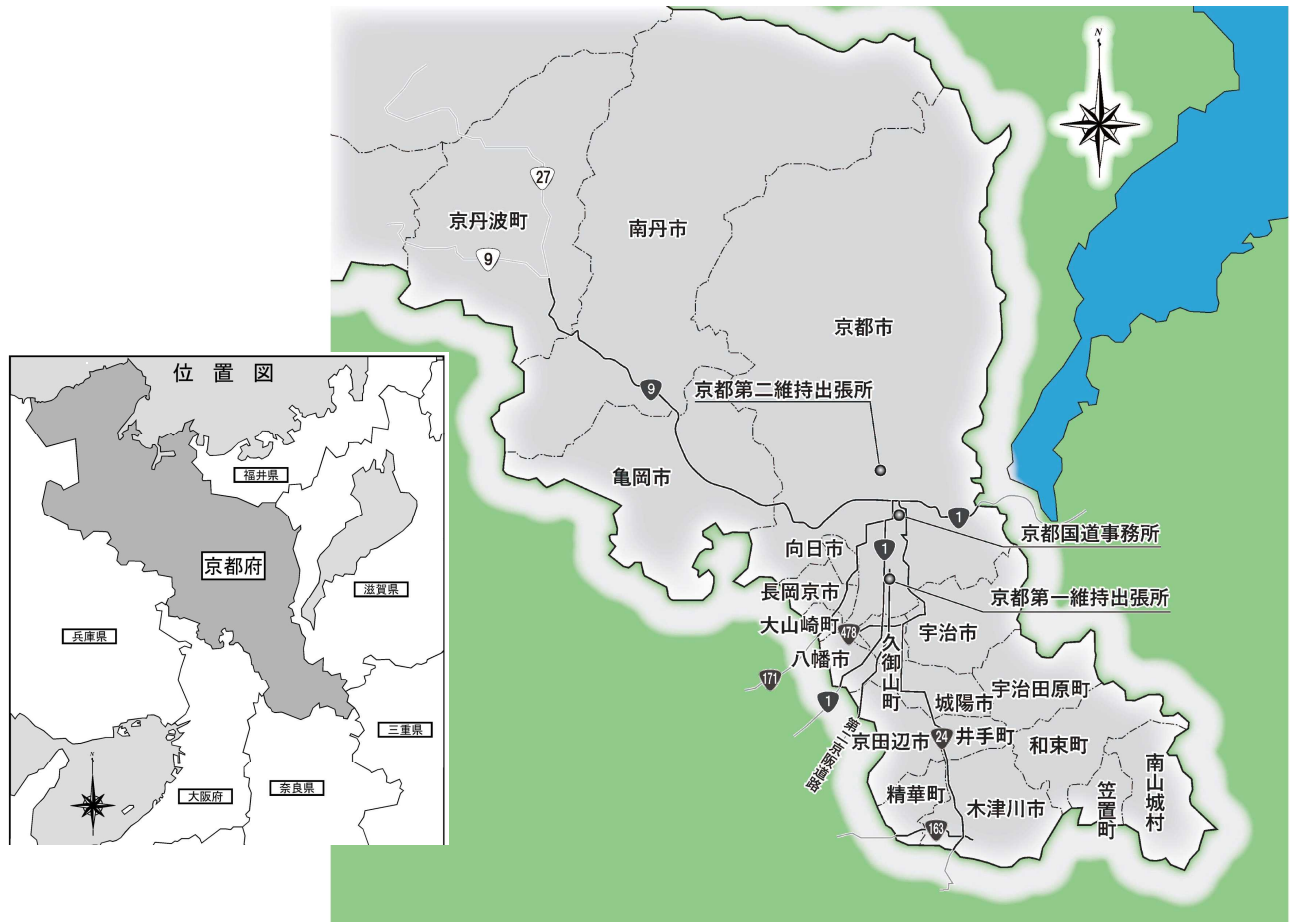 N
27
京丹波町
南丹市
9
京都市
9
京都第二維持出張所
亀岡市
1
京都国道事務所
向日市
1
長岡京市
京都第一維持出張所
大山崎町
478
宇治市
八幡市
久御山町
171
1
宇治田原町
城陽市
第二京阪道路
京田辺市
24
井手町
和束町
南山城村
精華町
木津川市
笠置町
163
位置図
福井県
京都府
滋賀県
兵庫県
三重県
N
大阪府
奈良県